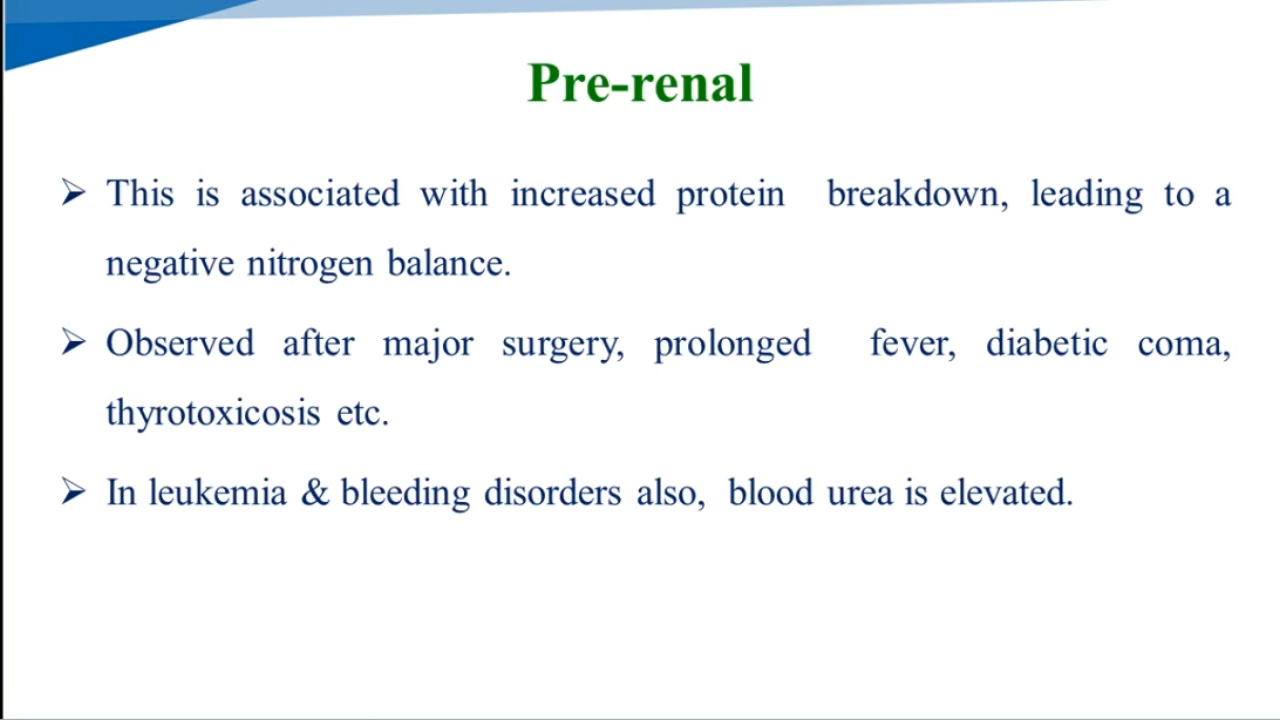 Pre-renal
➢ This is associated with increased protein breakdown, leading to a
negative nitrogen balance.
➢ Observed after major surgery, prolonged fever, diabetic coma,
thyrotoxicosis etc.
➢ In leukemia & bleeding disorders also, blood urea is elevated.